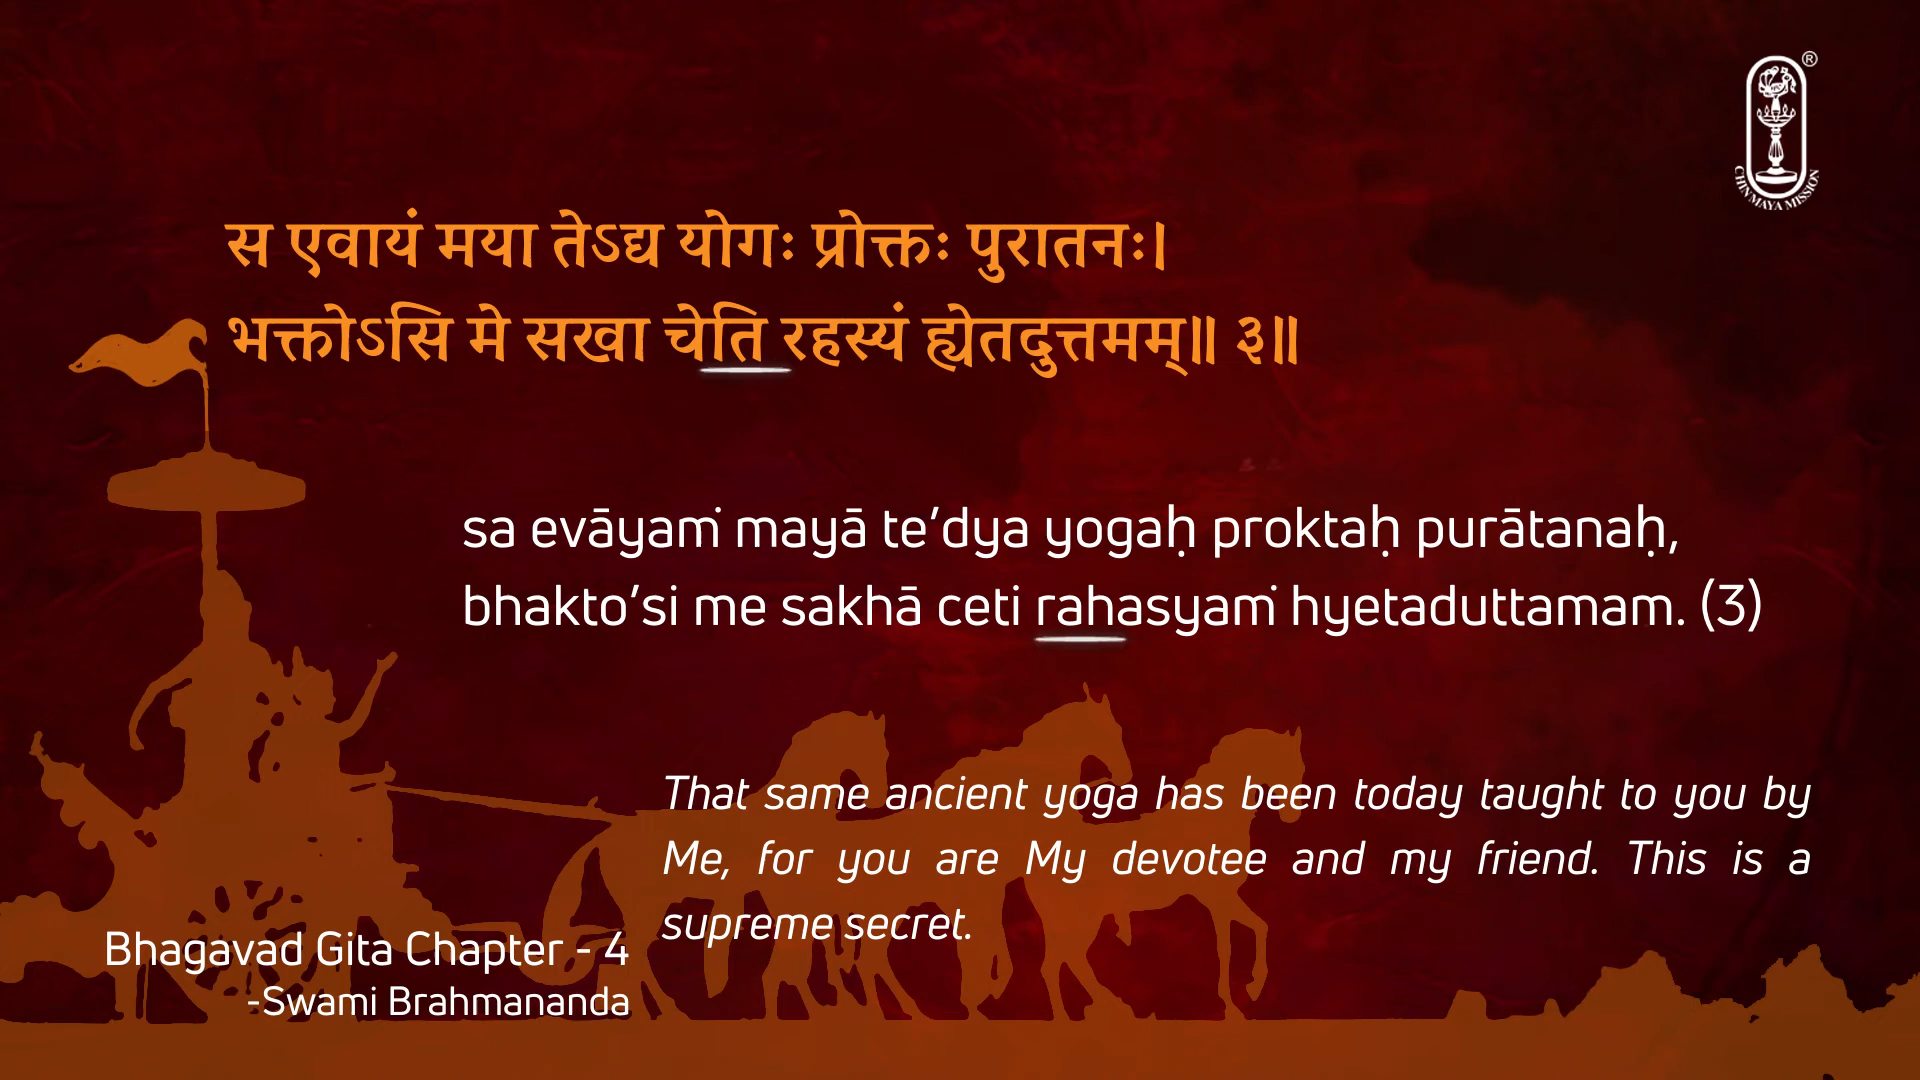 ®
CHINMAYA MISSION
स एवायं मया तेऽद्य योगः प्रोक्तः पुरातनः।
भक्तोऽसि मे सखा चेति रहस्यं ह्येतदुत्तमम्॥ ३॥
sa evāyaṁ mayā te’dya yogaḥ proktaḥ purātanaḥ,
bhakto’si me sakhā ceti rahasyaṁ hyetaduttamam. (3)
That same ancient yoga has been today taught to you by
Me, for you are My devotee and my friend. This is a
supreme secret.
Bhagavad Gita Chapter - 4
-Swami Brahmananda